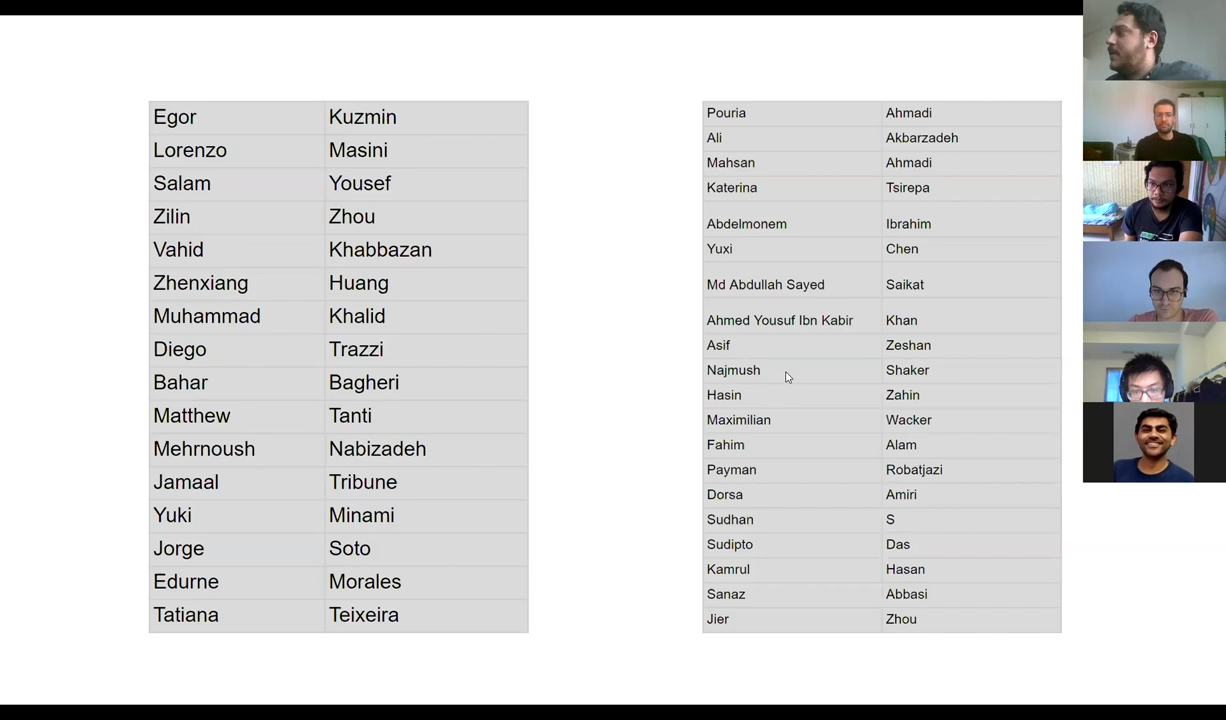 Egor Kuzmin
Lorenzo Masini
Salam Yousef
Zilin Zhou
Vahid Khabbazan
Zhenxiang Huang
Muhammad Khalid
Diego Trazzi
Bahar Bagheri
Matthew Tanti
Mehrnoush Nabizadeh
Jamaal Tribune
Yuki Minami
Jorge Soto
Edurne Morales
Tatiana Teixeira
Pouria Ahmadi
Ali Akbarzadeh
Mahsan Ahmadi
Katerina Tsirepa
Abdelmonem Ibrahim
Yuxi Chen
Md Abdullah Sayed Saikat
Ahmed Yousuf Ibn Kabir Khan
Asif Zeshan
Najmush Shaker
Hasin Zahin
Maximilian Wacker
Fahim Alam
Payman Robatjazi
Dorsa Amiri
Sudhan S
Sudipto Das
Kamrul Hasan
Sanaz Abbasi
Jier Zhou